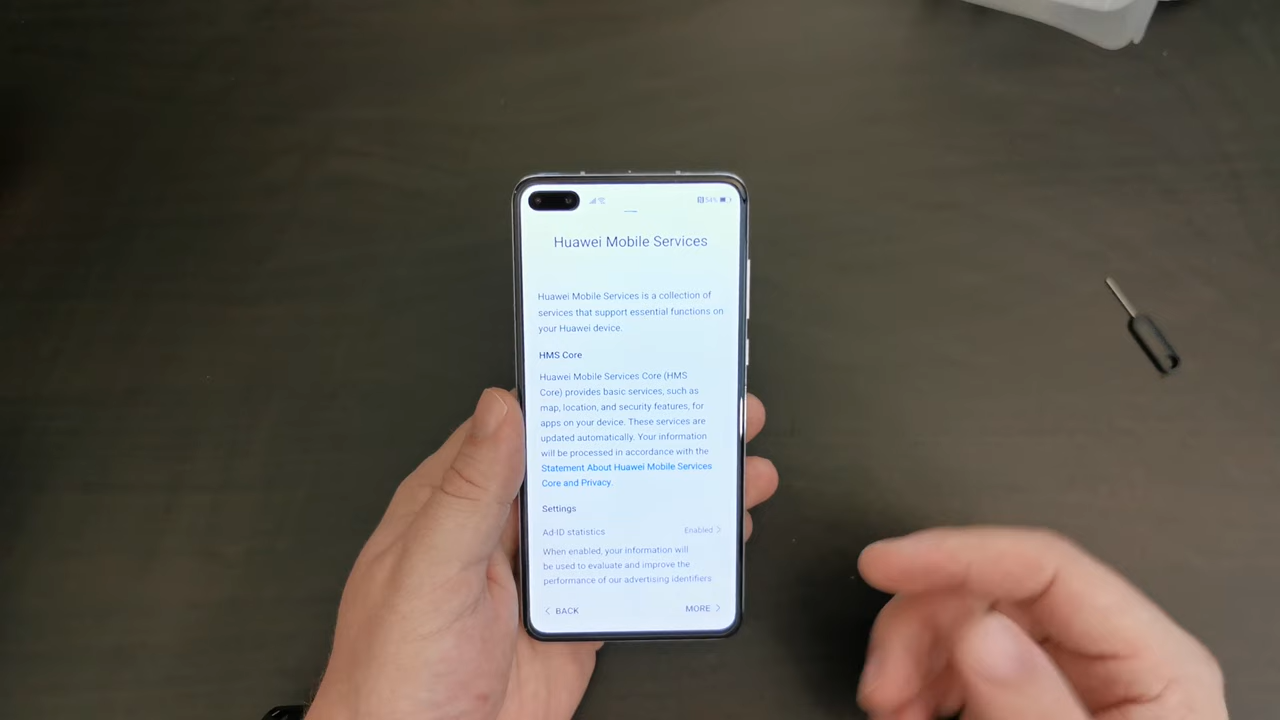 54%
Huawei Mobile Services
Huawei Mobile Services is a collection of
services that support essential functions on
your Huawei device.
HMS Core
Huawei Mobile Services Core (HMS
Core) provides basic services, such as
map, location, and security features, for
apps on your device. These services are
updated automatically. Your information
will be processed in accordance with the
Statement About Huawei Mobile Services
Core and Privacy.
Settings
Ad-ID statistics Enabled >
When enabled, your information will
be used to evaluate and improve the
performance of our advertising identifiers
< BACK MORE >